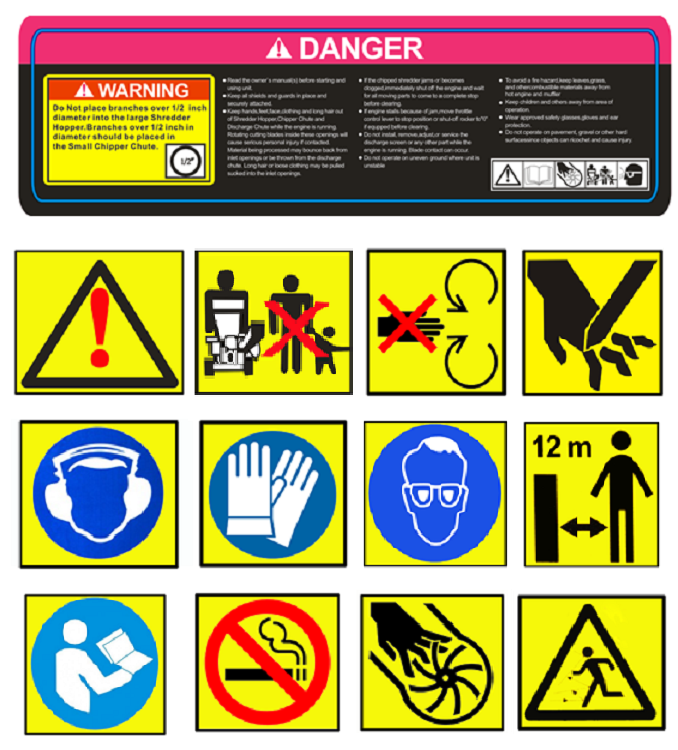 DANGER
WARNING
Do Not place branches over 1/2 inch
diameter into the large Shredder
Hopper.Branches over 1/2 inch in
diameter should be placed in
the Small Chipper Chute.
1/2"
■ Read the owner's manual(s) before starting and
using unit.
■ Keep all shields and guards in place and
securely attached.
■ Keep hands,feet,face,clothing and long hair out
of Shredder Hopper,Chipper Chute and
Discharge Chute while the engine is running.
Rotating cutting blades inside these openings will
cause serious personal injury if contacted.
Material being processed may bounce back from
inlet openings or be thrown from the discharge
chute. Long hair or loose clothing may be pulled
sucked into the inlet openings.
◆ If the chipped shredder jams or becomes
clogged,immediately shut off the engine and wait
for all moving parts to come to a complete stop
before clearing.
◆ If engine stalls because of jam,move throttle
control lever to stop position or shut-off rocker to"0"
if equipped before clearing.
◆ Do not install, remove,adjust,or service the
discharge screen or any other part while the
engine is running. Blade contact can occur
◆ Do not operate on uneven ground where unit is
unstable
◆ To avoid a fire hazard,keep leaves,grass,
and other combustible materials away from
hot engine and muffler
◆ Keep children and others away from area of
operation.
■ Wear approved safety glasses,gloves and ear
protection.
◆ Do not operate on pavement, gravel or other hard
surfaces objects can ricochet and cause injury
12 m